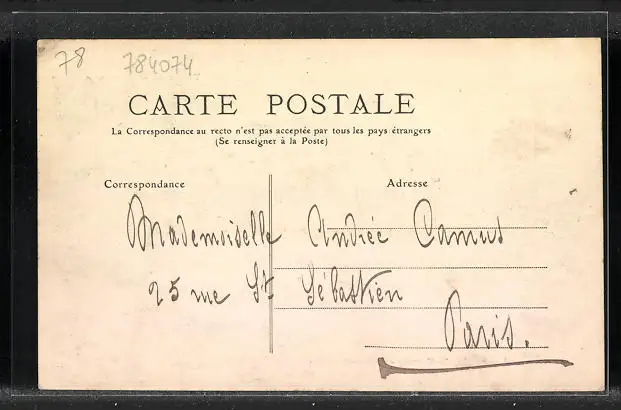 78 784074
CARTE POSTALE
La Correspondance au recto n'est pas acceptée par tous les pays étrangers
(Se renseigner à la Poste)
Correspondance Adresse
Mademoiselle Andrée Camus
25 rue St Sébastien
Paris.